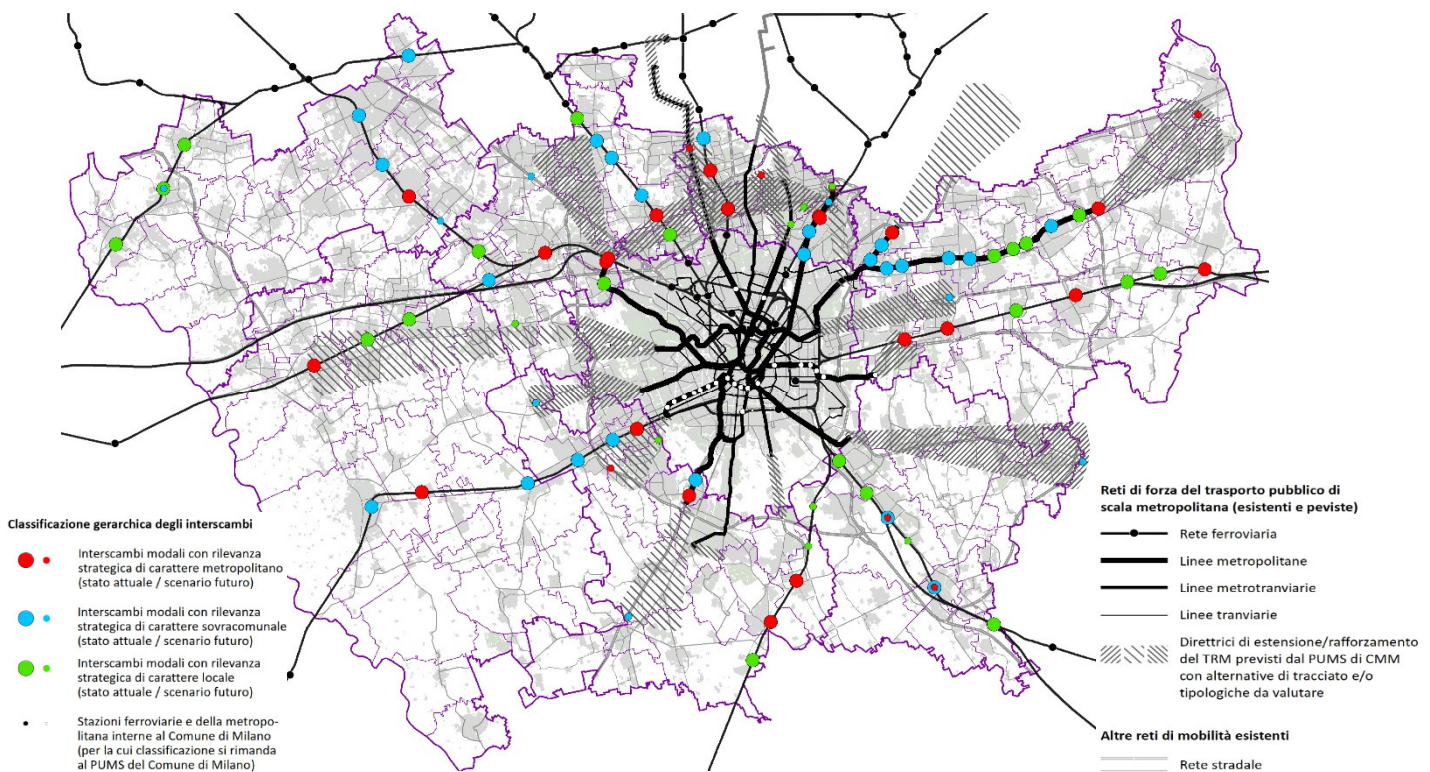 Classificazione gerarchica degli interscambi
Interscambi modali con rilevanza
strategica di carattere metropolitano
(stato attuale / scenario futuro)
Interscambi modali con rilevanza
strategica di carattere sovracomunale
(stato attuale / scenario futuro)
Interscambi modali con rilevanza
strategica di carattere locale
(stato attuale / scenario futuro)
Stazioni ferroviarie e della metropo-
litana interne al Comune di Milano
(per la cui classificazione si rimanda
al PUMS del Comune di Milano)
Reti di forza del trasporto pubblico di
scala metropolitana (esistenti e peviste)
Rete ferroviaria
Linee metropolitane
Linee metrotranviarie
Linee tranviarie
Direttrici di estensione/rafforzamento
del TRM previsti dal PUMS di CMM
con alternative di tracciato e/o
tipologiche da valutare
Altre reti di mobilità esistenti
Rete stradale